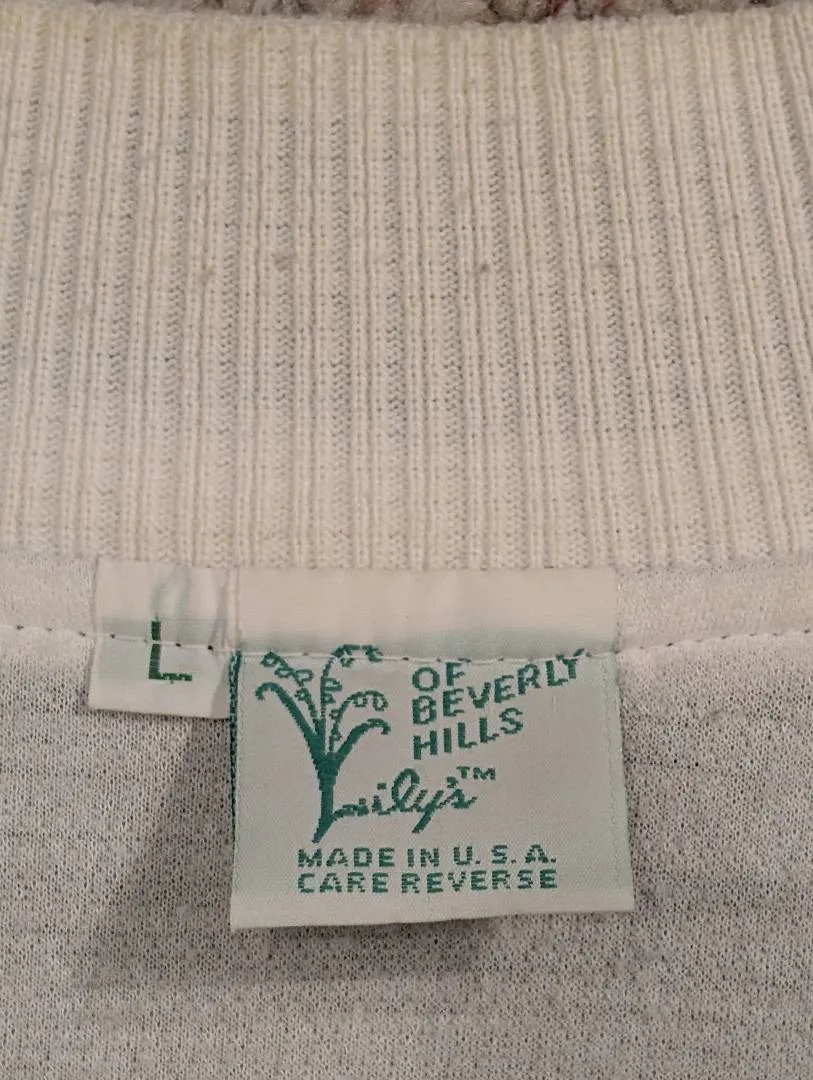 L
OF
BEVERLY
HILLS
Lily's™
MADE IN U.S.A.
CARE REVERSE